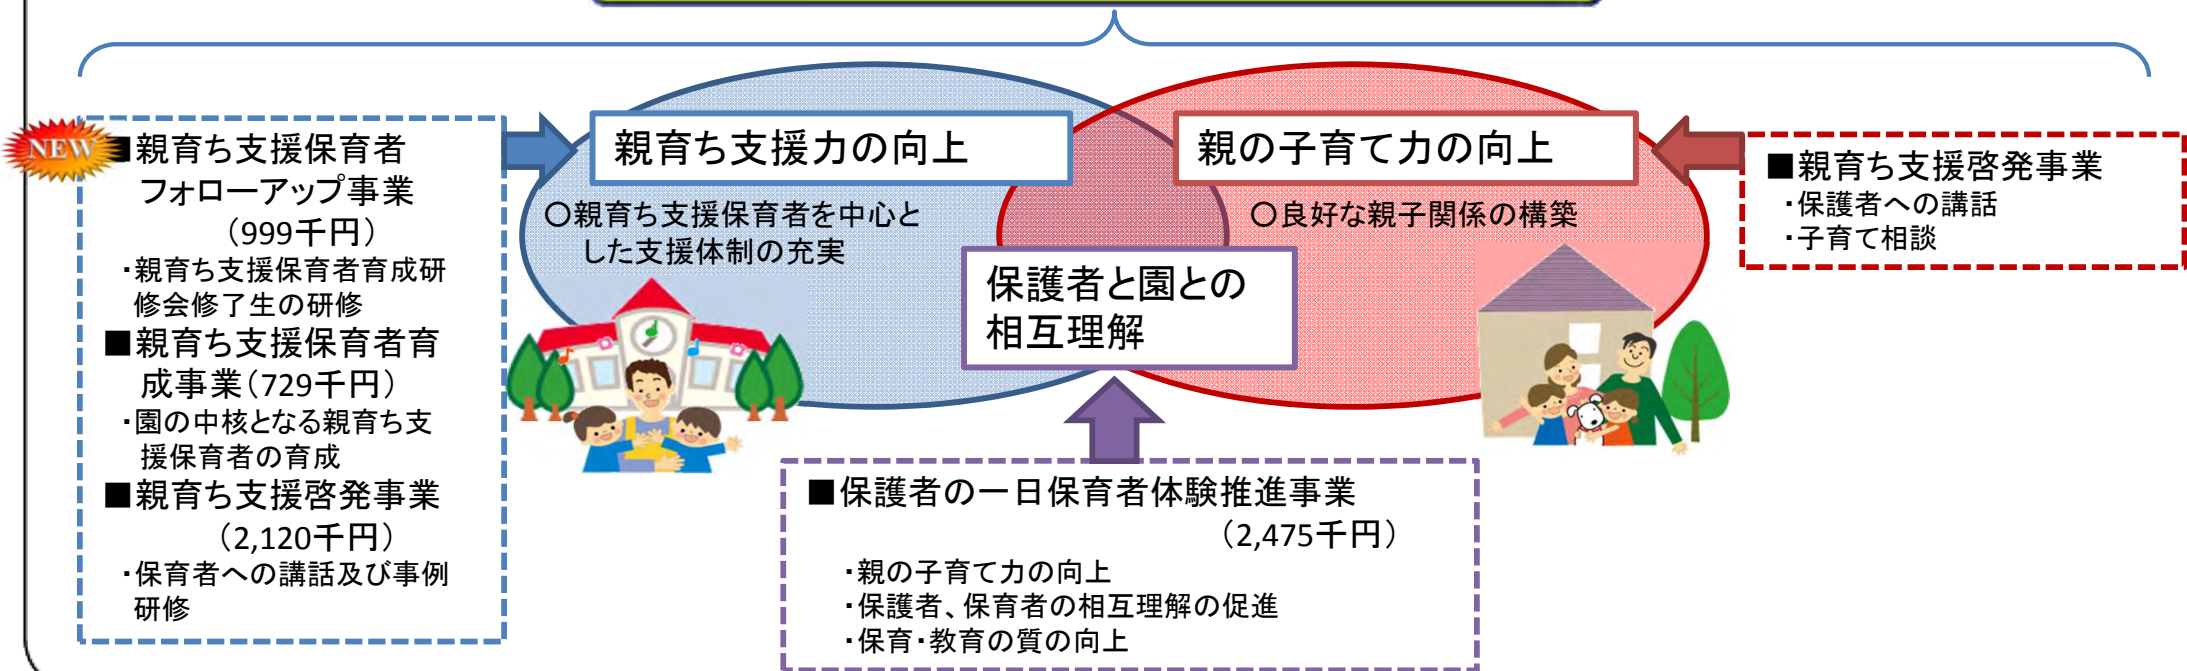 NEW
■親育ち支援保育者
フォローアップ事業
（999千円）
・親育ち支援保育者育成研
修会修了生の研修
■親育ち支援保育者育
成事業（729千円）
・園の中核となる親育ち支
援保育者の育成
■親育ち支援啓発事業
（2,120千円）
・保育者への講話及び事例
研修
親育ち支援力の向上
○親育ち支援保育者を中心と
した支援体制の充実
親の子育て力の向上
○良好な親子関係の構築
保護者と園との
相互理解
■親育ち支援啓発事業
・保護者への講話
・子育て相談
■保護者の一日保育者体験推進事業
（2,475千円）
・親の子育て力の向上
・保護者、保育者の相互理解の促進
・保育・教育の質の向上